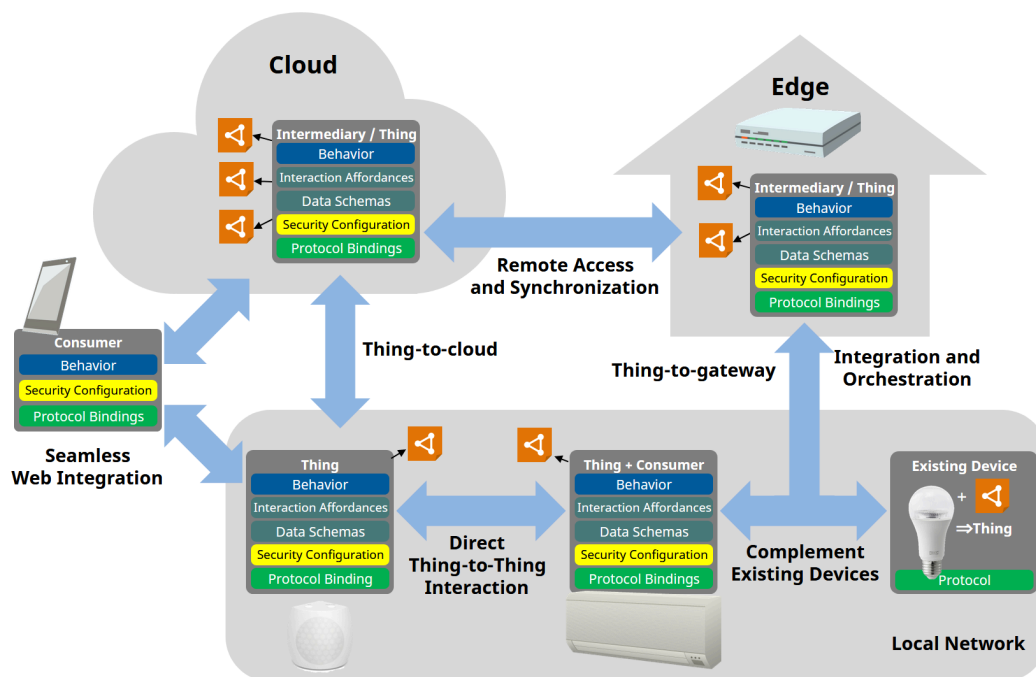 Cloud
Intermediary / Thing
Behavior
Interaction Affordances
Data Schemas
Security Configuration
Protocol Bindings
Edge
Intermediary / Thing
Behavior
Interaction Affordances
Data Schemas
Security Configuration
Protocol Bindings
Remote Access
and Synchronization
Consumer
Behavior
Security Configuration
Protocol Bindings
Seamless
Web Integration
Thing-to-cloud
Thing-to-gateway
Integration and
Orchestration
Thing
Behavior
Interaction Affordances
Data Schemas
Security Configuration
Protocol Binding
Direct
Thing-to-Thing
Interaction
Thing + Consumer
Behavior
Interaction Affordances
Data Schemas
Security Configuration
Protocol Bindings
Complement
Existing Devices
Existing Device
+
⇒Thing
Protocol
Local Network